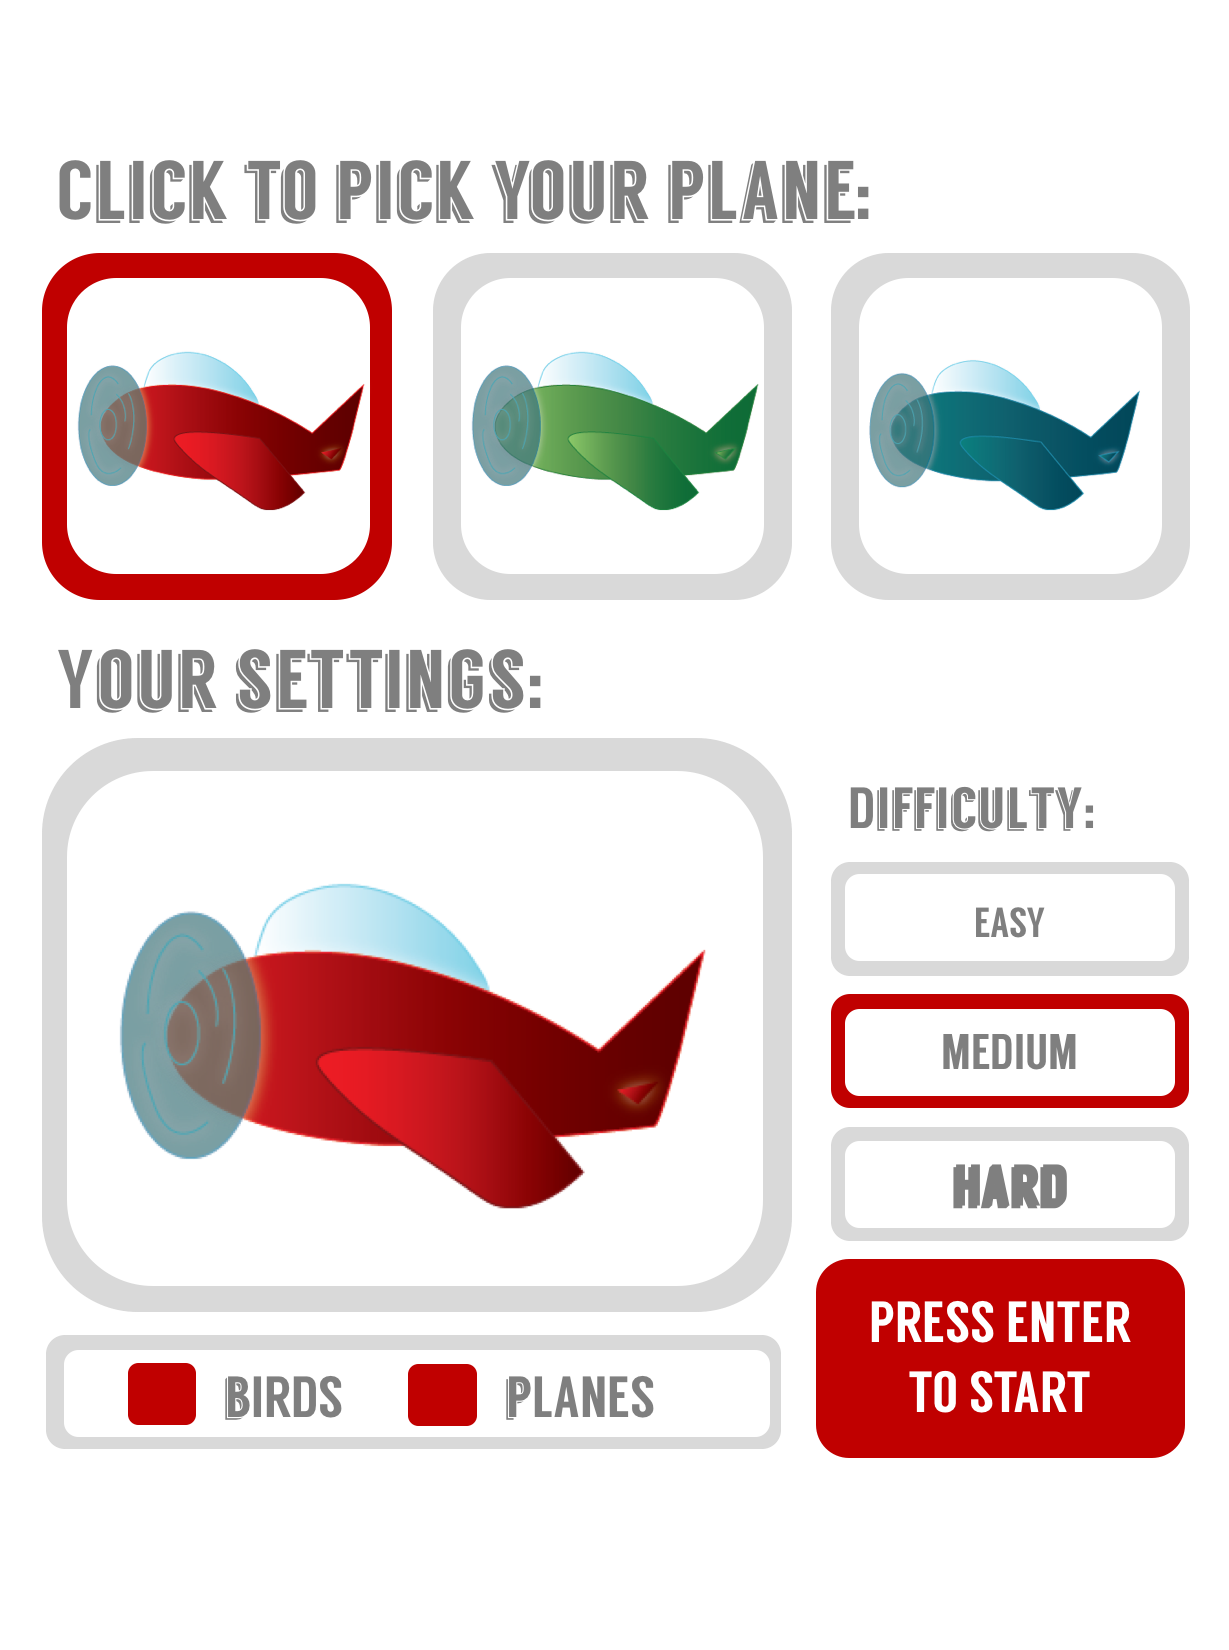 CLICK TO PICK YOUR PLANE:
YOUR SETTINGS:
DIFFICULTY:
EASY
MEDIUM
HARD
PRESS ENTER
TO START
BIRDS PLANES